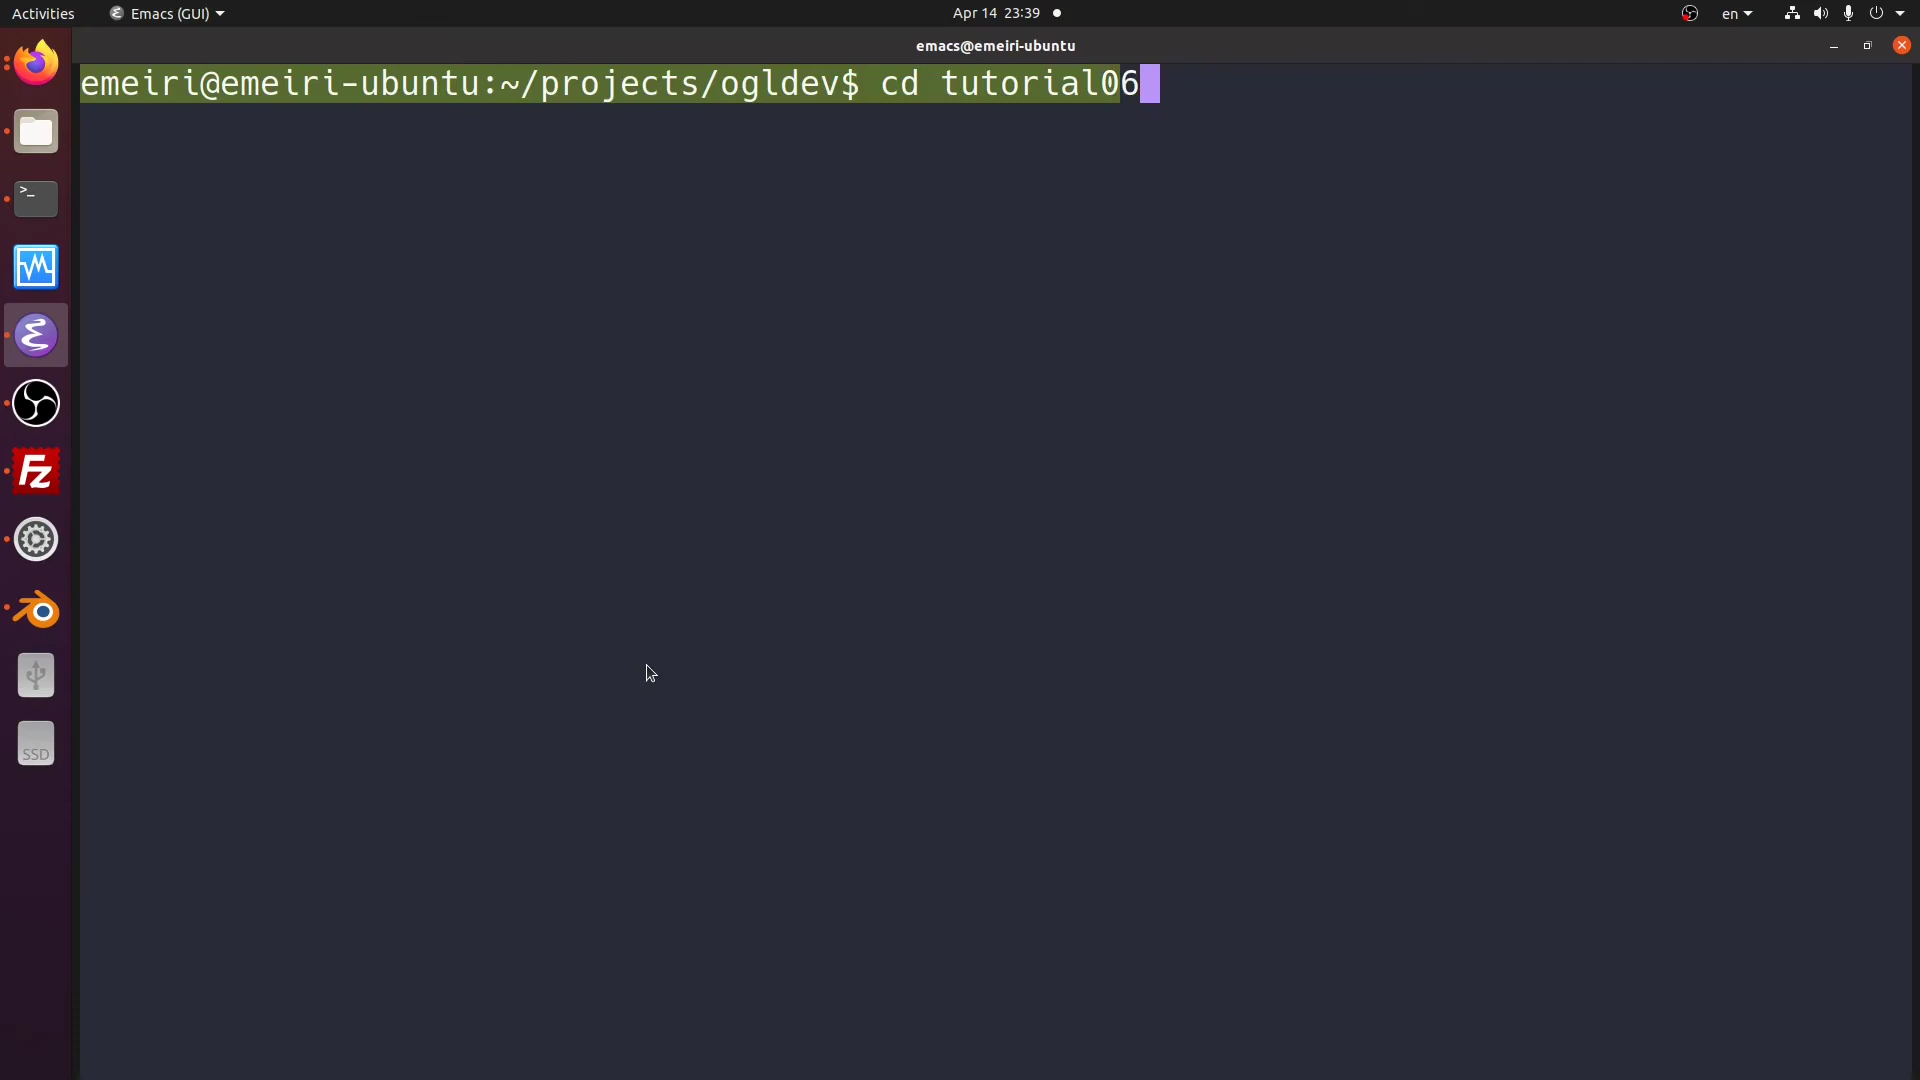 Activities
Emacs (GUI)
Apr 14 23:39
en
emacs@emeiri-ubuntu
emeiri@emeiri-ubuntu:~/projects/ogldev$ cd tutorial06
>_
Fz
SSD